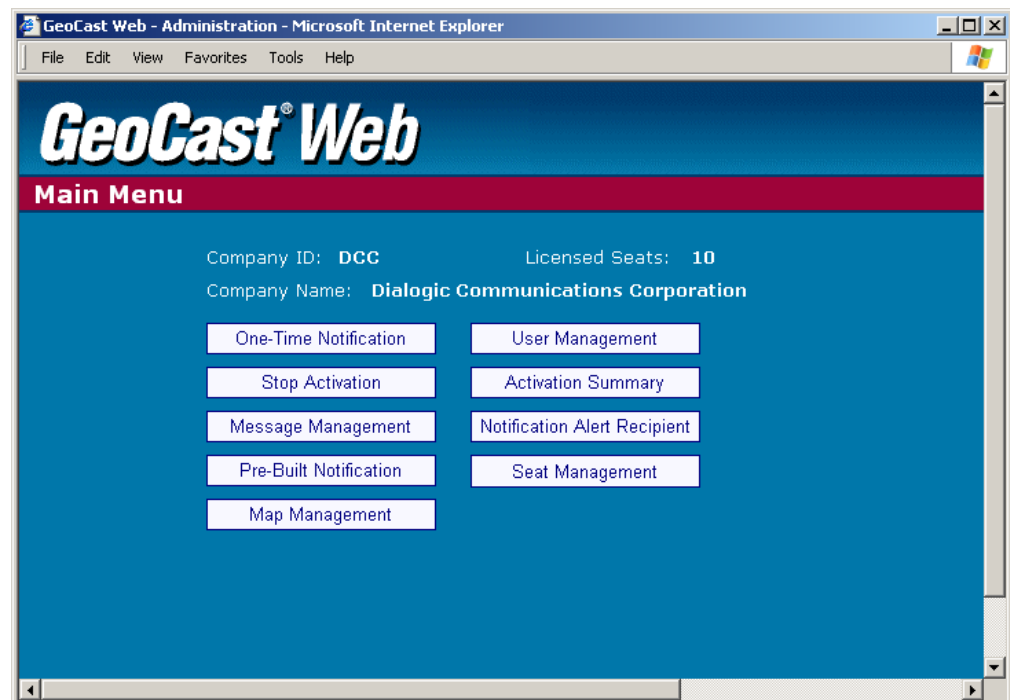 GeoCast Web - Administration - Microsoft Internet Explorer
File Edit View Favorites Tools Help
GeoCast® Web
Main Menu
Company ID: DCC Licensed Seats: 10
Company Name: Dialogic Communications Corporation
One-Time Notification User Management
Stop Activation Activation Summary
Message Management Notification Alert Recipient
Pre-Built Notification Seat Management
Map Management